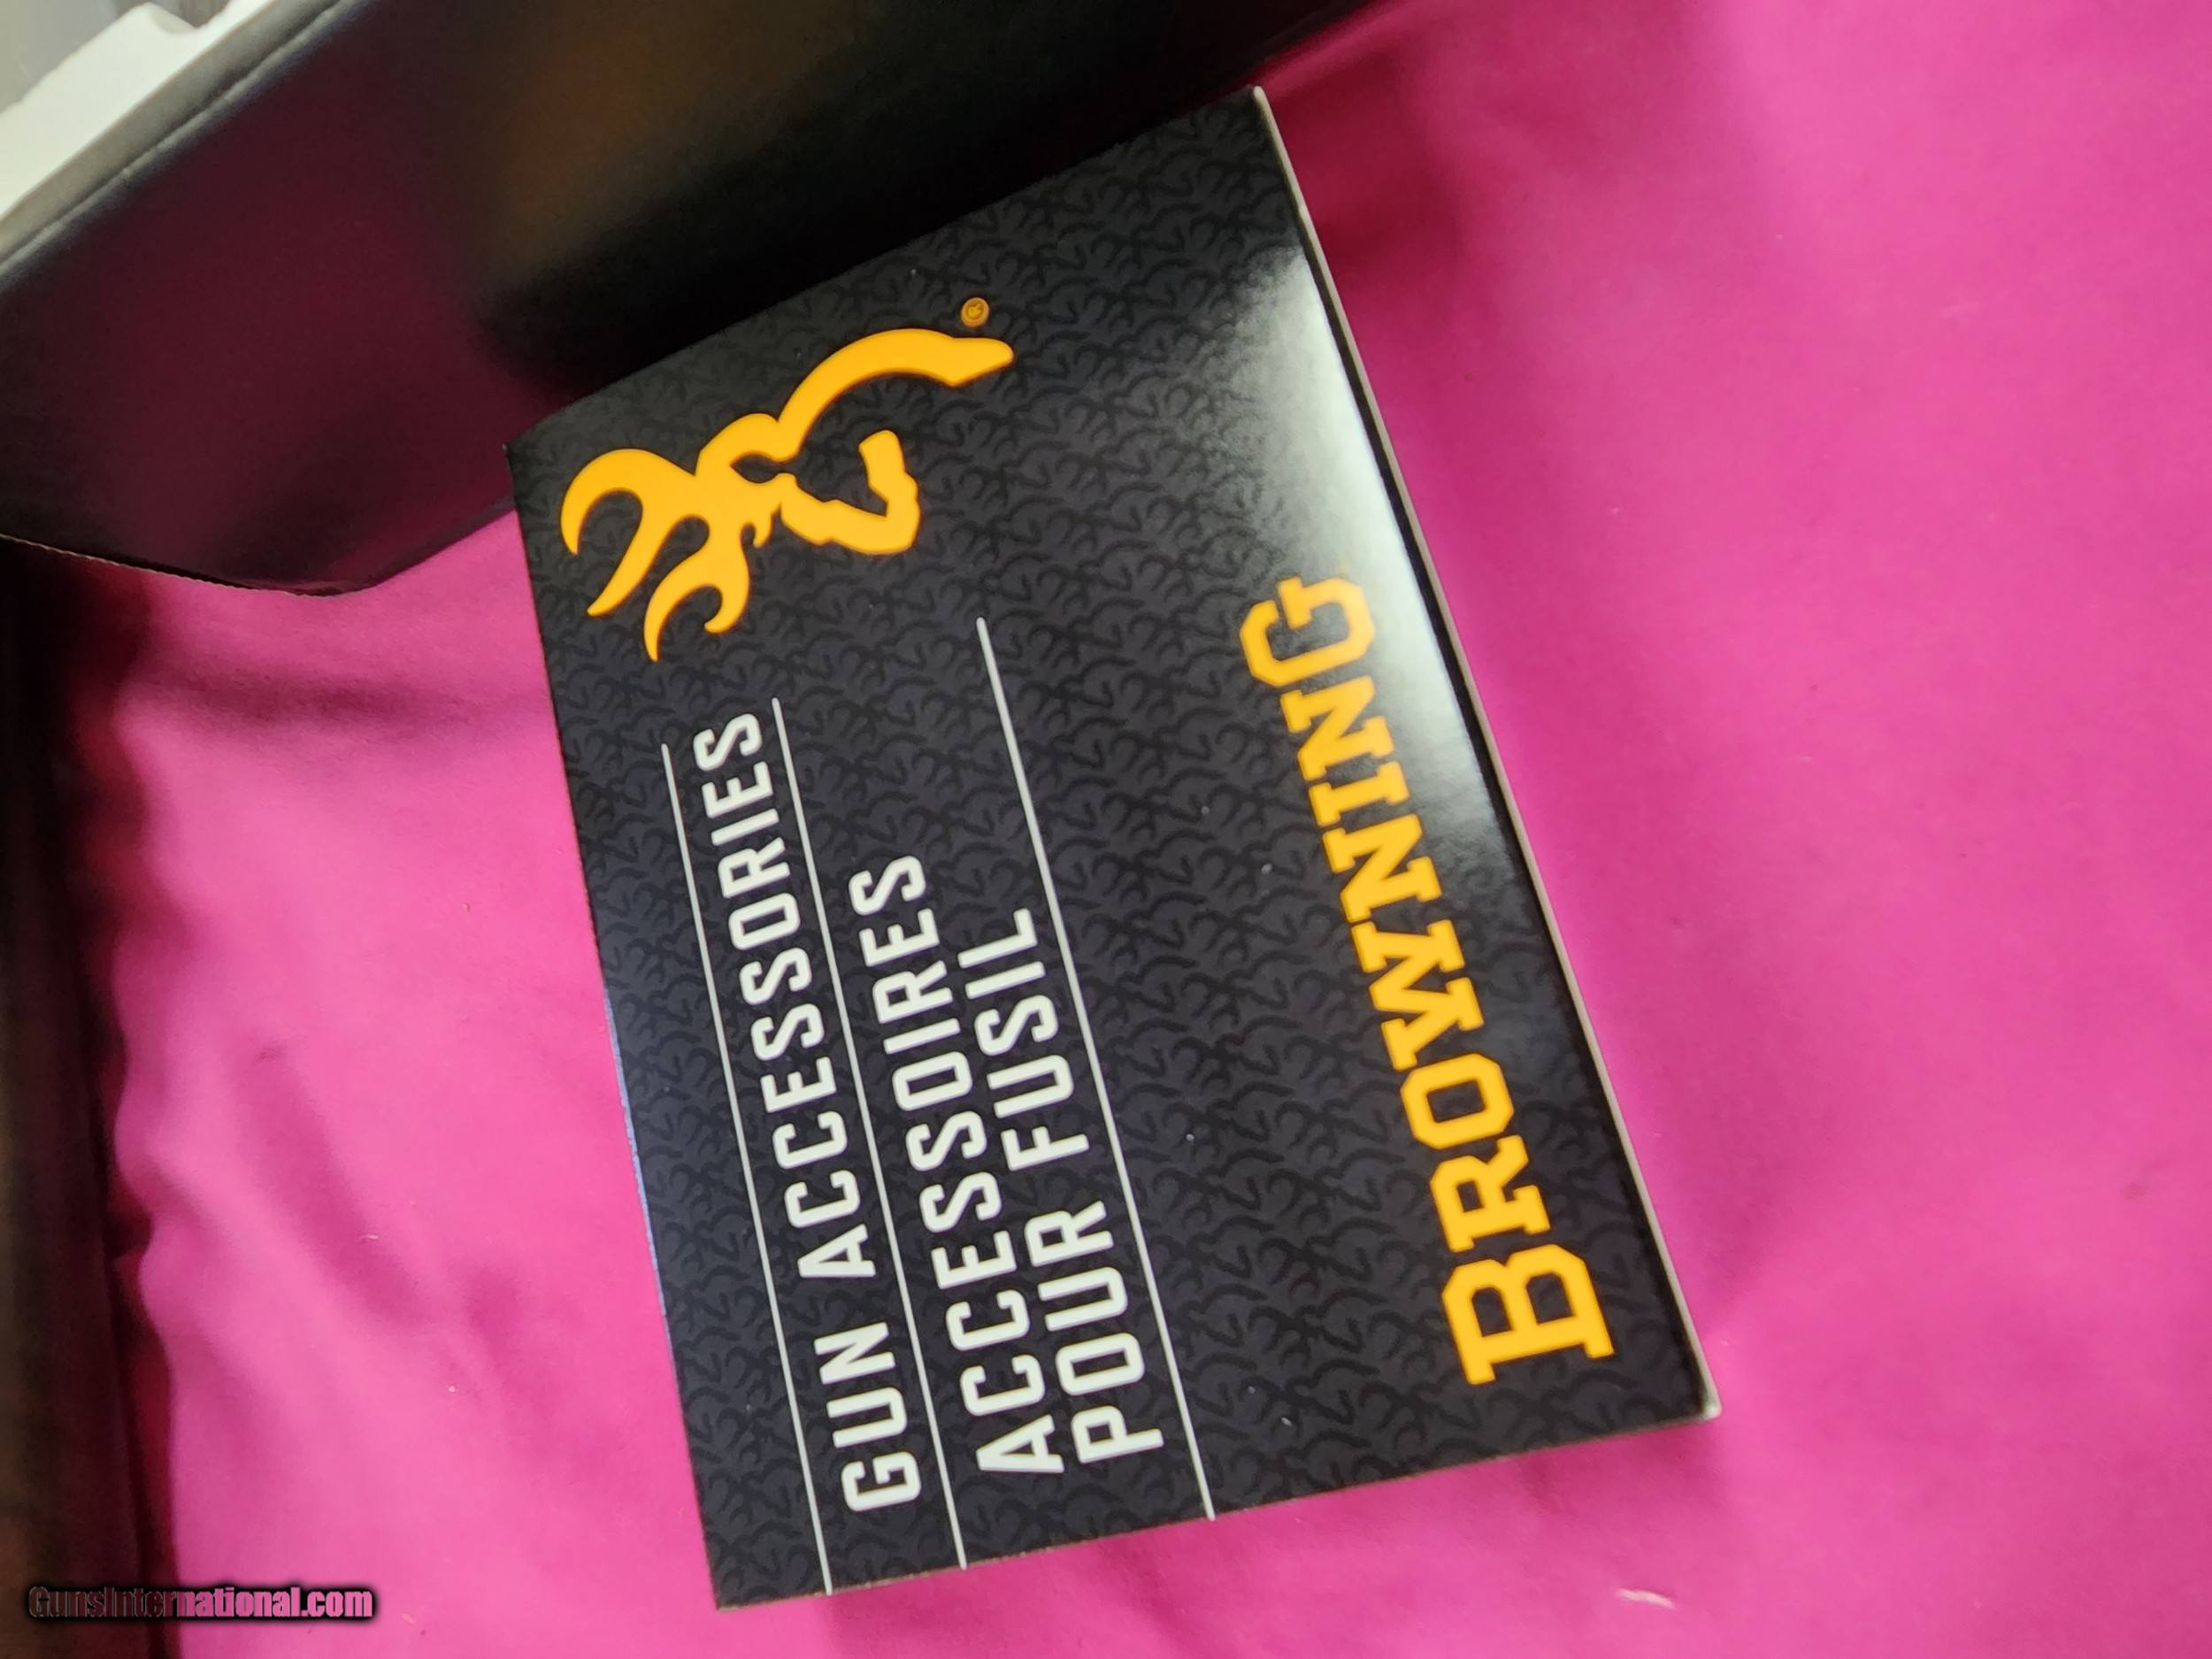 GUN ACCESSORIES
ACCESSOIRES
POUR FUSIL
BROWNING
®
GunsInternational.com